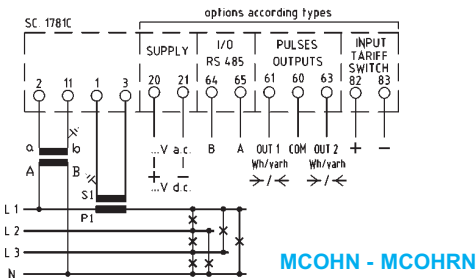 options according types
SC. 1781C
SUPPLY
I/O
RS 485
PULSES
OUTPUTS
INPUT
TARIFF
SWITCH
2 11 1 3 20 21 64 65 61 60 63 82 83
a b
...V a.c.
B A OUT 1 COM OUT 2 + −
A B
+ −
Wh/varh Wh/varh
...V d.c.
S1
P1
L 1
L 2
L 3
N
MCOHN - MCOHRN